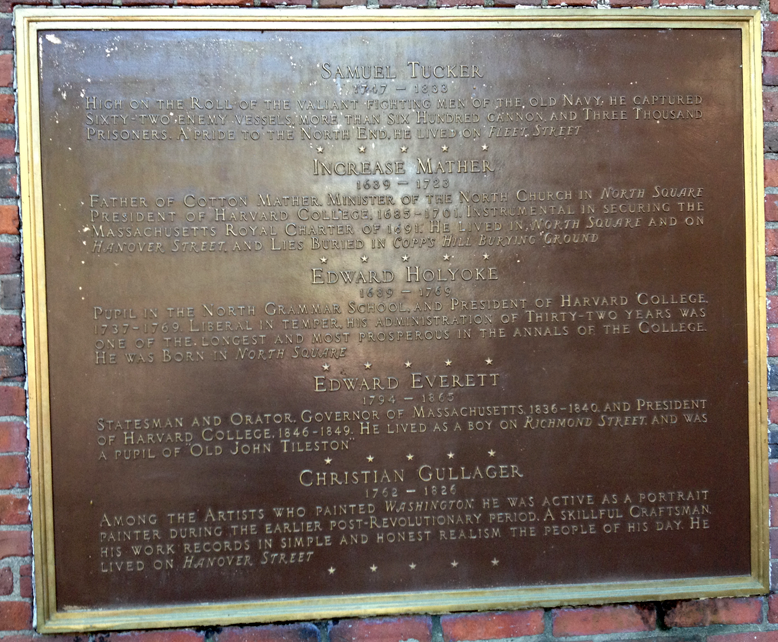 SAMUEL TUCKER
1747 — 1833
HIGH ON THE ROLL OF THE VALIANT FIGHTING MEN OF THE OLD NAVY, HE CAPTURED
SIXTY-TWO ENEMY VESSELS, MORE THAN SIX HUNDRED CANNON, AND THREE THOUSAND
PRISONERS. A PRIDE TO THE NORTH END, HE LIVED ON FLEET STREET
INCREASE MATHER
1639 — 1723
FATHER OF COTTON MATHER. MINISTER OF THE NORTH CHURCH IN NORTH SQUARE
PRESIDENT OF HARVARD COLLEGE, 1685-1701. INSTRUMENTAL IN SECURING THE
MASSACHUSETTS ROYAL CHARTER OF 1691. HE LIVED IN NORTH SQUARE AND ON
HANOVER STREET, AND LIES BURIED IN COPP'S HILL BURYING GROUND
EDWARD HOLYOKE
1689 — 1769
PUPIL IN THE NORTH GRAMMAR SCHOOL, AND PRESIDENT OF HARVARD COLLEGE,
1737-1769. LIBERAL IN TEMPER, HIS ADMINISTRATION OF THIRTY-TWO YEARS WAS
ONE OF THE LONGEST AND MOST PROSPEROUS IN THE ANNALS OF THE COLLEGE.
HE WAS BORN IN NORTH SQUARE
EDWARD EVERETT
1794 — 1865
STATESMAN AND ORATOR. GOVERNOR OF MASSACHUSETTS, 1836-1840, AND PRESIDENT
OF HARVARD COLLEGE, 1846-1849. HE LIVED AS A BOY ON RICHMOND STREET, AND WAS
A PUPIL OF "OLD JOHN TILESTON"
CHRISTIAN GULLAGER
1762 — 1826
AMONG THE ARTISTS WHO PAINTED WASHINGTON, HE WAS ACTIVE AS A PORTRAIT
PAINTER DURING THE EARLIER POST-REVOLUTIONARY PERIOD. A SKILLFUL CRAFTSMAN,
HIS WORK RECORDS IN SIMPLE AND HONEST REALISM THE PEOPLE OF HIS DAY. HE
LIVED ON HANOVER STREET